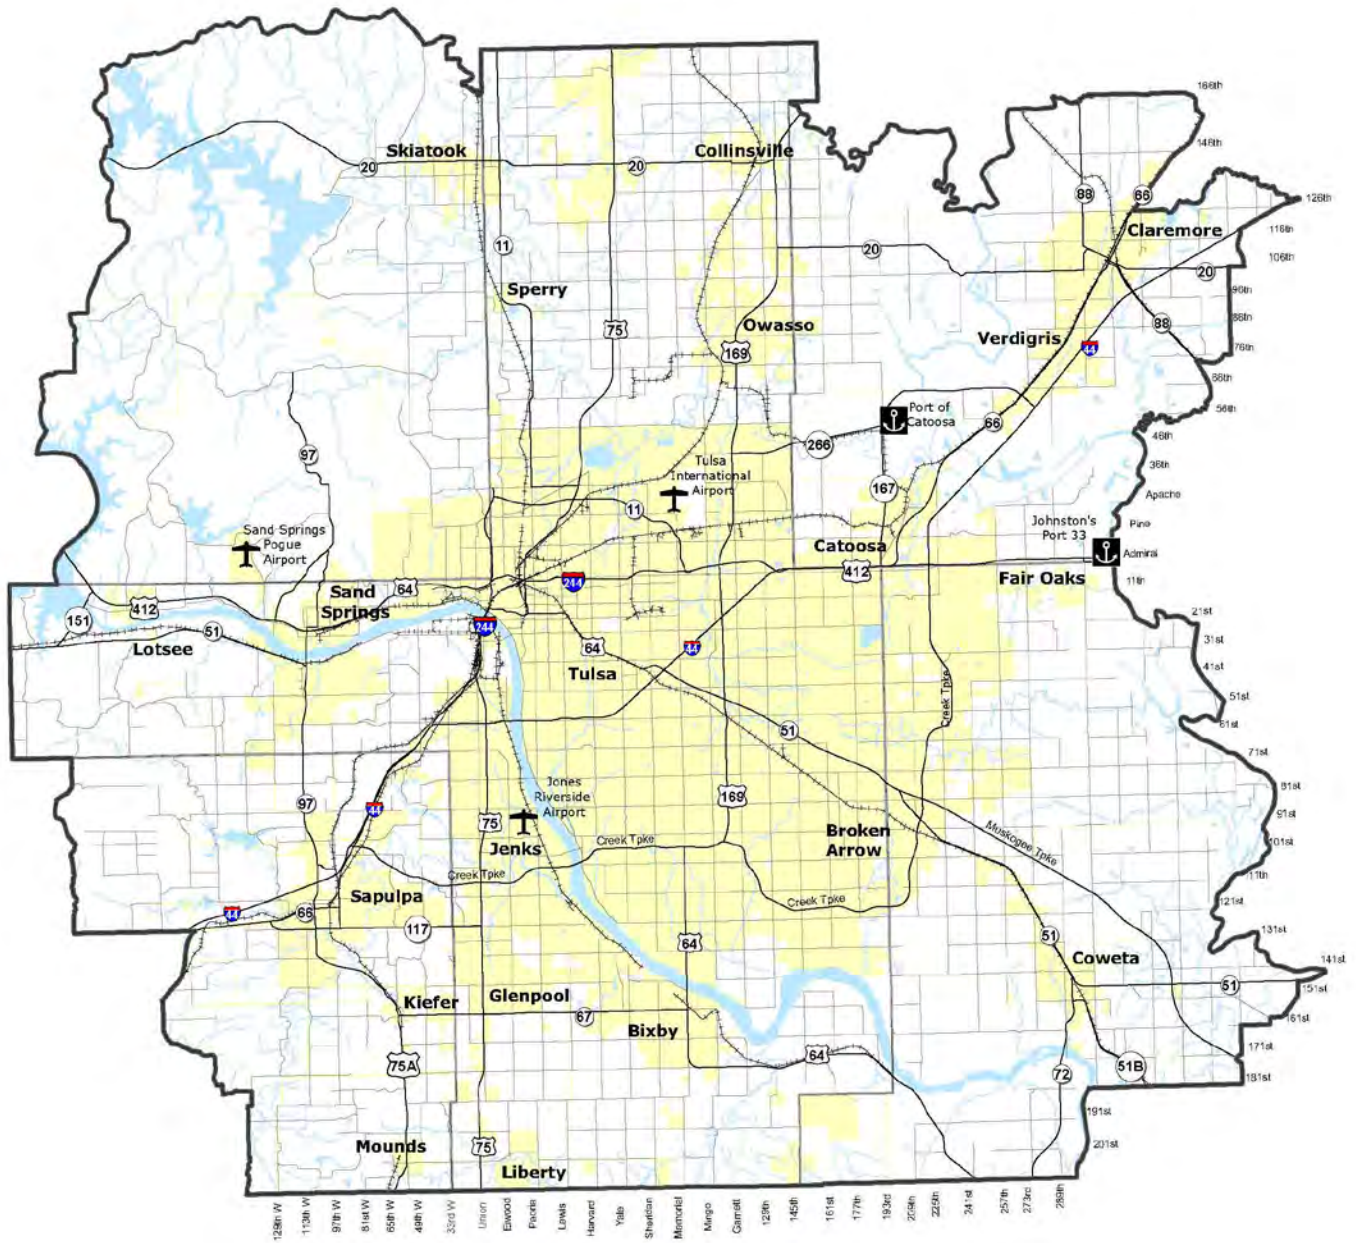 166th
Skiatook
Collinsville
146th
20
20
88
66
126th
Claremore
116th
106th
11
20
20
Sperry
96th
86th
75
Owasso
88
Verdigris
76th
169
44
66th
56th
Port of
Catoosa
66
46th
266
97
Tulsa
International
Airport
36th
167
Apache
11
Johnston's
Port 33
Pino
Sand Springs
Pogue
Airport
Catoosa
Admiral
412
Fair Oaks
11th
Sand
Springs
64
244
412
151
21st
51
244
31st
Lotsee
64
44
Tulsa
41st
51st
Creek Tpke
61st
51
71st
Jones
Riverside
Airport
81st
97
44
169
91st
75
Broken
Arrow
Muskogee Tpke
101st
Jenks
Creek Tpke
Creek Tpke
111th
Sapulpa
Creek Tpke
121st
44
66
117
131st
64
51
Coweta
141st
51
151st
Kiefer
Glenpool
67
161st
Bixby
171st
64
75A
51B
72
181st
191st
201st
Mounds
75
Liberty
129th W
113th W
97th W
81st W
65th W
49th W
33rd W
Union
Elwood
Peoria
Lewis
Harvard
Yale
Sheridan
Memorial
Mingo
Garnett
129th
145th
161st
177th
193rd
209th
225th
241st
257th
273rd
289th